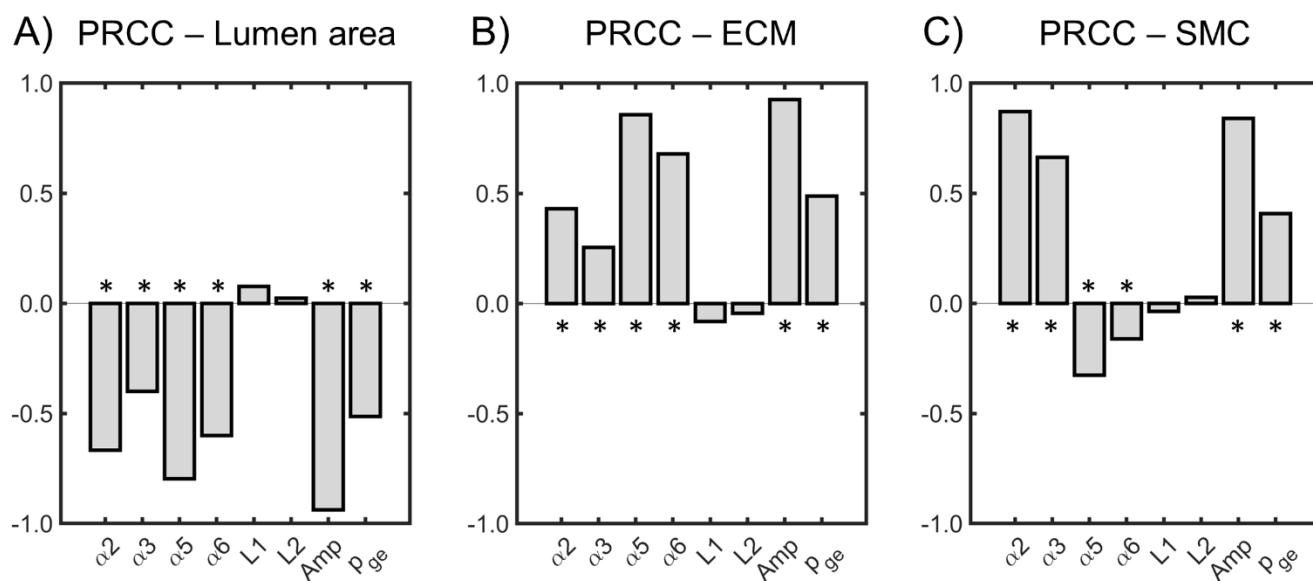 A) PRCC – Lumen area
1.0
0.5
0.0
-0.5
-1.0
* * * * * *
α2 α3 α5 α6 L1 L2 Amp p_ge
B) PRCC – ECM
1.0
0.5
0.0
-0.5
-1.0
* * * * * *
α2 α3 α5 α6 L1 L2 Amp p_ge
C) PRCC – SMC
1.0
0.5
0.0
-0.5
-1.0
* *
* * * *
α2 α3 α5 α6 L1 L2 Amp p_ge